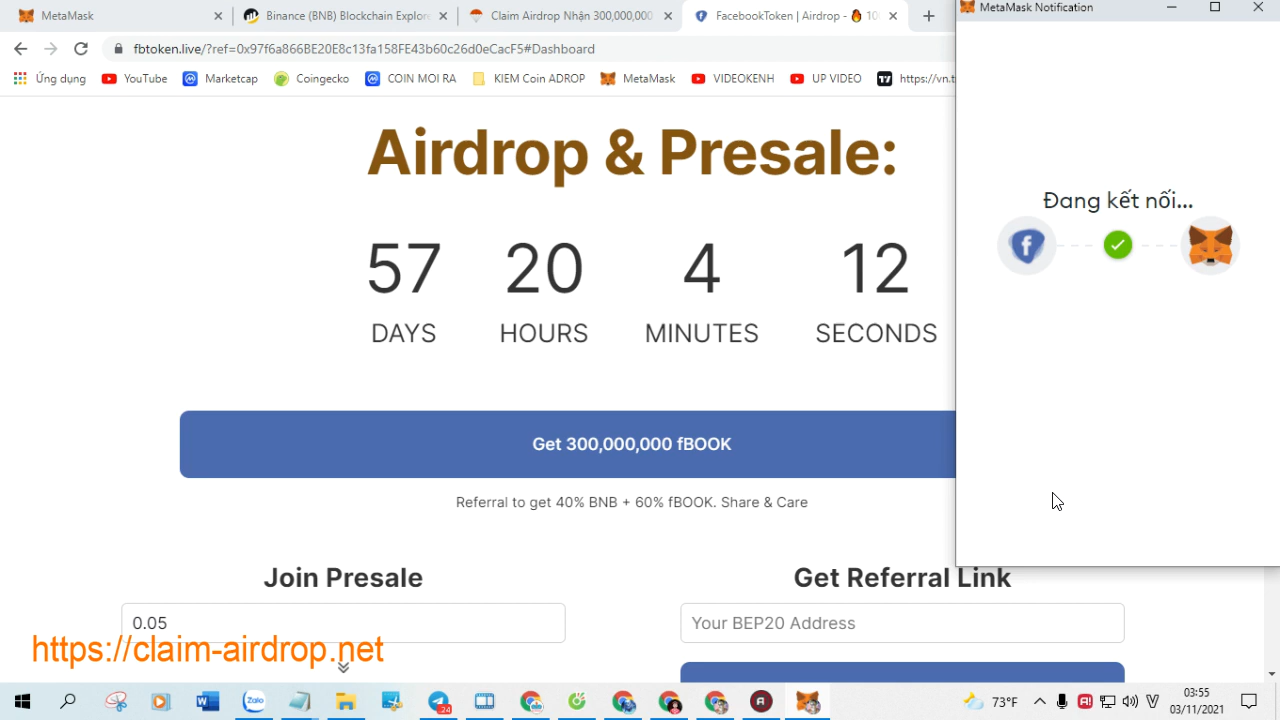 MetaMask
Binance (BNB) Blockchain Explore
Claim Airdrop Nhận 300,000,000
FacebookToken | Airdrop - 🔥 10
MetaMask Notification
fbtoken.live/?ref=0x97f6a866BE20E8c13fa158FE43b60c26d0eCacF5#Dashboard
Ứng dụng
YouTube
Marketcap
Coingecko
COIN MOI RA
KIEM Coin ADROP
MetaMask
VIDEOKENH
UP VIDEO
https://vn.t
Airdrop & Presale:
57 20 4 12
DAYS HOURS MINUTES SECONDS
Đang kết nối...
Get 300,000,000 fBOOK
Referral to get 40% BNB + 60% fBOOK. Share & Care
Join Presale
Get Referral Link
0.05
Your BEP20 Address
https://claim-airdrop.net
Zalo
24
73°F
03:55
03/11/2021